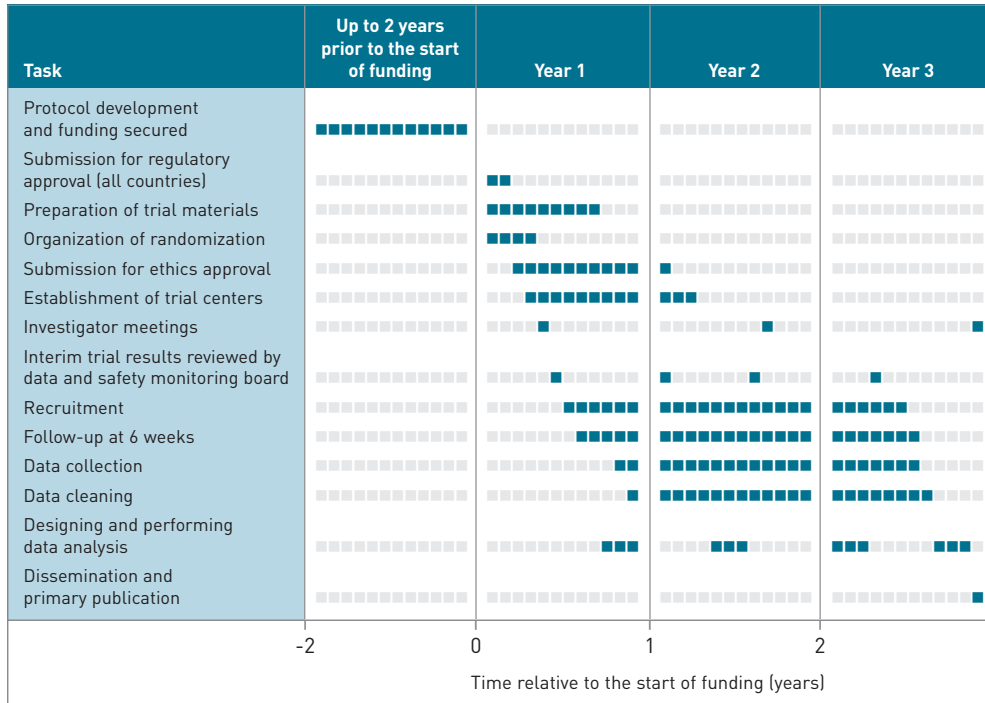 Task
Up to 2 years
prior to the start
of funding
Year 1
Year 2
Year 3
Protocol development
and funding secured
Submission for regulatory
approval (all countries)
Preparation of trial materials
Organization of randomization
Submission for ethics approval
Establishment of trial centers
Investigator meetings
Interim trial results reviewed by
data and safety monitoring board
Recruitment
Follow-up at 6 weeks
Data collection
Data cleaning
Designing and performing
data analysis
Dissemination and
primary publication
-2 0 1 2
Time relative to the start of funding (years)